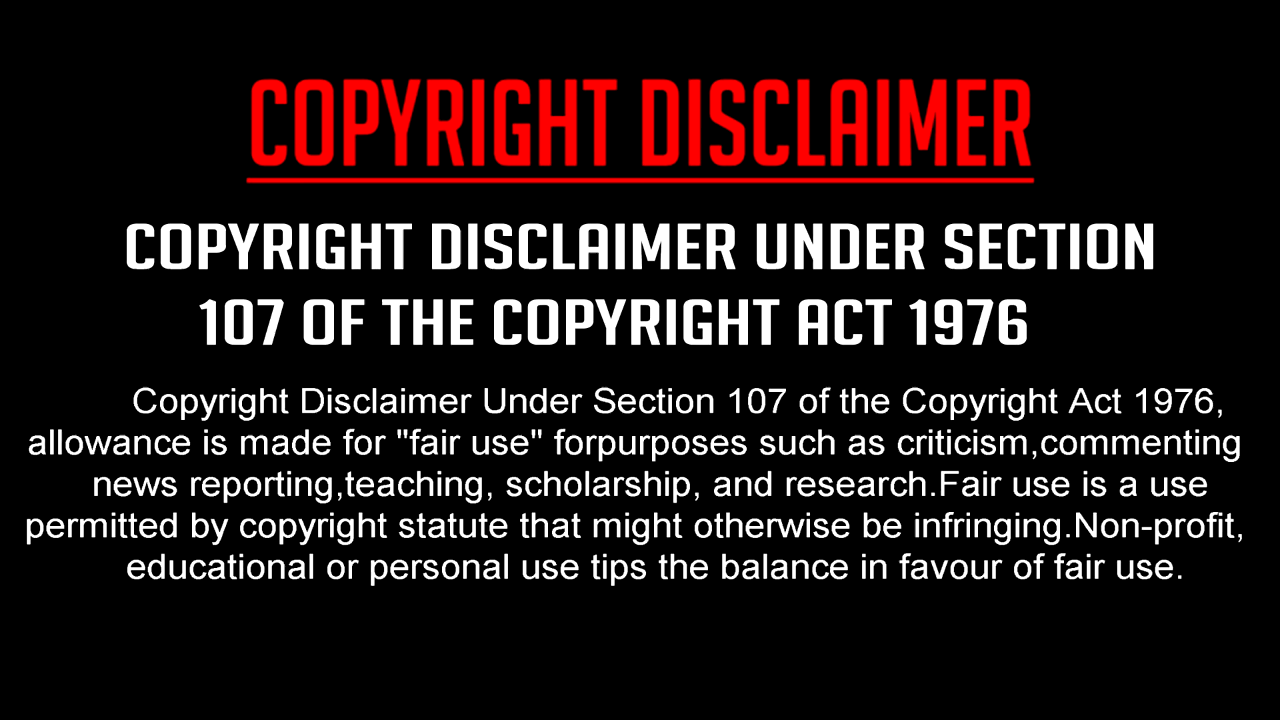 COPYRIGHT DISCLAIMER
COPYRIGHT DISCLAIMER UNDER SECTION
107 OF THE COPYRIGHT ACT 1976
Copyright Disclaimer Under Section 107 of the Copyright Act 1976,
allowance is made for "fair use" forpurposes such as criticism,commenting
news reporting,teaching, scholarship, and research.Fair use is a use
permitted by copyright statute that might otherwise be infringing.Non-profit,
educational or personal use tips the balance in favour of fair use.